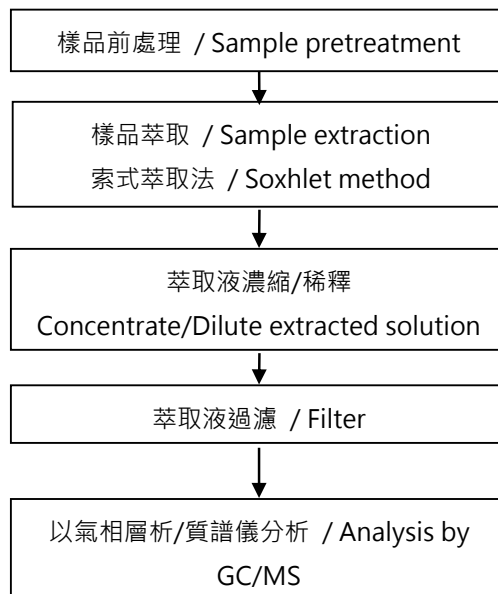 樣品前處理 / Sample pretreatment
樣品萃取 / Sample extraction
索式萃取法 / Soxhlet method
萃取液濃縮/稀釋
Concentrate/Dilute extracted solution
萃取液過濾 / Filter
以氣相層析/質譜儀分析 / Analysis by
GC/MS